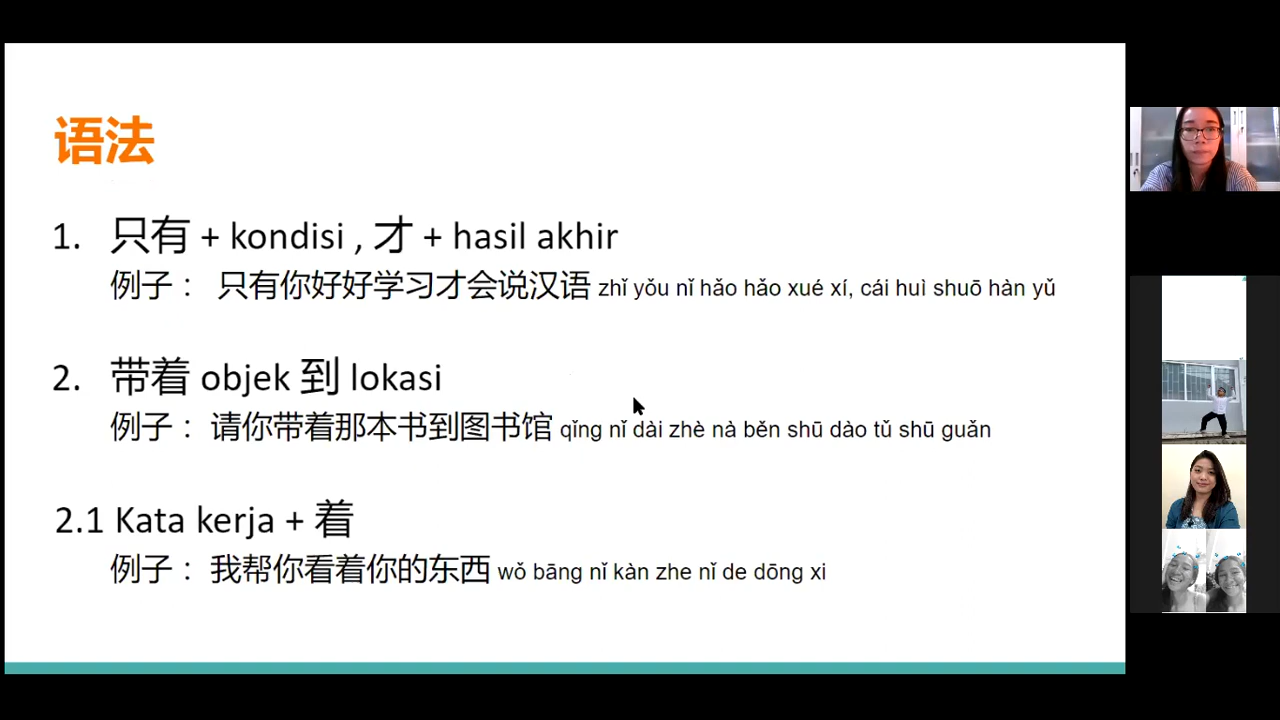 语法
1. 只有 + kondisi , 才 + hasil akhir
例子： 只有你好好学习才会说汉语 zhǐ yǒu nǐ hǎo hǎo xué xí, cái huì shuō hàn yǔ
2. 带着 objek 到 lokasi
例子： 请你带着那本书到图书馆 qǐng nǐ dài zhè nà běn shū dào tǔ shū guǎn
2.1 Kata kerja + 着
例子： 我帮你看着你的东西 wǒ bāng nǐ kàn zhe nǐ de dōng xi